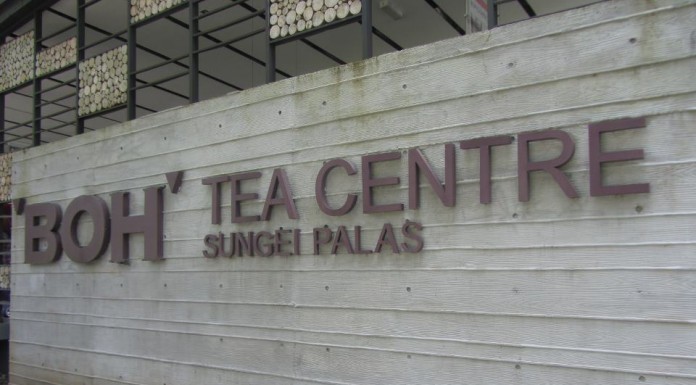 'BOH' TEA CENTRE
SUNGEI PALAS